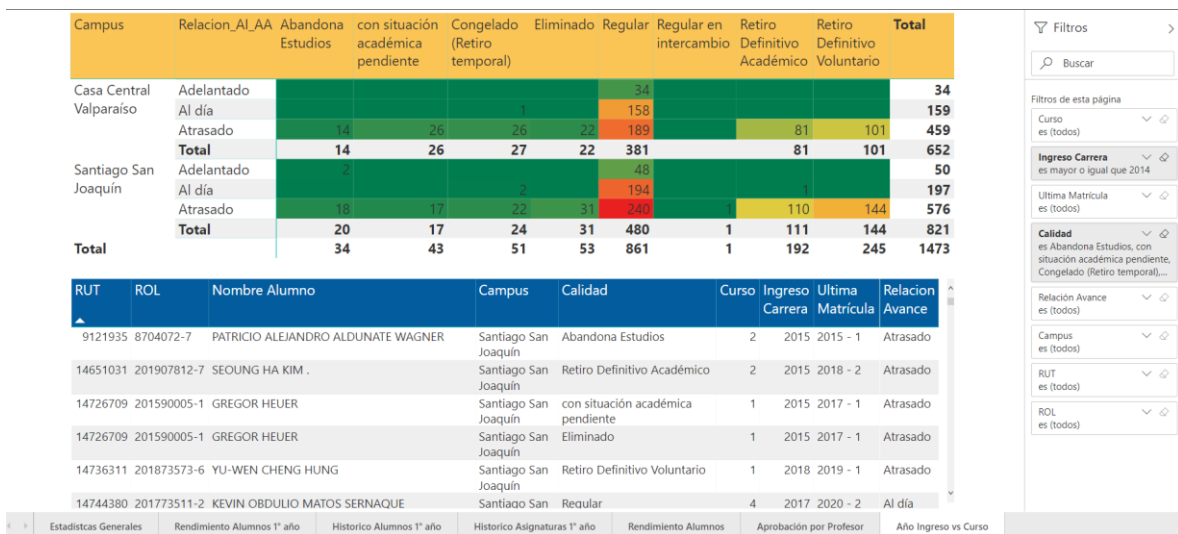 Campus Relacion_AI_AA Abandona Estudios con situación académica pendiente Congelado (Retiro temporal) Eliminado Regular Regular en intercambio Retiro Definitivo Académico Retiro Definitivo Voluntario Total
Casa Central Valparaíso Adelantado 34 34
Al día 1 158 159
Atrasado 14 26 26 22 189 81 101 459
Total 14 26 27 22 381 81 101 652
Santiago San Joaquín Adelantado 2 48 50
Al día 2 194 1 197
Atrasado 18 17 22 31 240 1 110 144 576
Total 20 17 24 31 480 1 111 144 821
Total 34 43 51 53 861 1 192 245 1473
RUT ROL Nombre Alumno Campus Calidad Curso Ingreso Carrera Ultima Matrícula Relacion Avance
9121935 8704072-7 PATRICIO ALEJANDRO ALDUNATE WAGNER Santiago San Joaquín Abandona Estudios 2 2015 2015 - 1 Atrasado
14651031 201907812-7 SEOUNG HA KIM . Santiago San Joaquín Retiro Definitivo Académico 2 2015 2018 - 2 Atrasado
14726709 201590005-1 GREGOR HEUER Santiago San Joaquín con situación académica pendiente 1 2015 2017 - 1 Atrasado
14726709 201590005-1 GREGOR HEUER Santiago San Joaquín Eliminado 1 2015 2017 - 1 Atrasado
14736311 201873573-6 YU-WEN CHENG HUNG Santiago San Joaquín Retiro Definitivo Voluntario 1 2018 2019 - 1 Atrasado
14744380 201773511-2 KEVIN OBDULIO MATOS SERNAQUE Santiago San Regular 4 2017 2020 - 2 Al día
Filtros
Buscar
Filtros de esta página
Curso
es (todos)
Ingreso Carrera
es mayor o igual que 2014
Ultima Matrícula
es (todos)
Calidad
es Abandona Estudios, con
situación académica pendiente,
Congelado (Retiro temporal),...
Relación Avance
es (todos)
Campus
es (todos)
RUT
es (todos)
ROL
es (todos)
Estadístcas Generales Rendimiento Alumnos 1° año Historico Alumnos 1° año Historico Asignaturas 1° año Rendimiento Alumnos Aprobación por Profesor Año Ingreso vs Curso